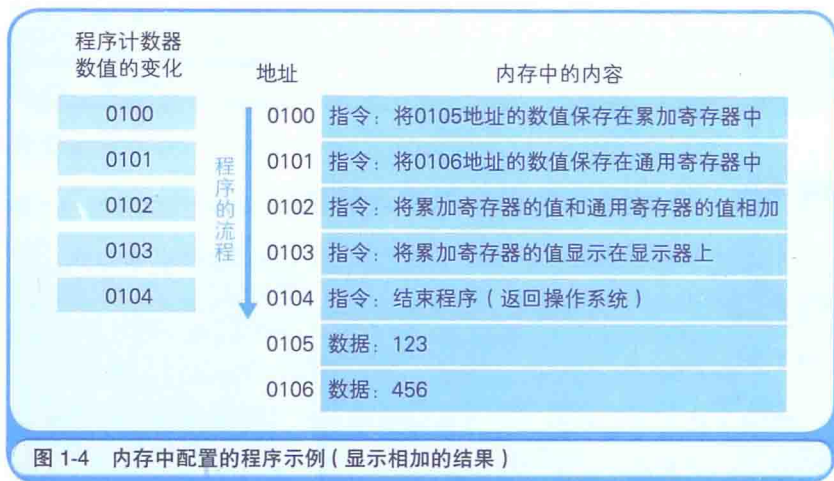 程序计数器
数值的变化
地址
内存中的内容
0100
0101
0102
0103
0104
程序的流程
0100 指令：将0105地址的数值保存在累加寄存器中
0101 指令：将0106地址的数值保存在通用寄存器中
0102 指令：将累加寄存器的值和通用寄存器的值相加
0103 指令：将累加寄存器的值显示在显示器上
0104 指令：结束程序（返回操作系统）
0105 数据：123
0106 数据：456
图 1-4 内存中配置的程序示例（显示相加的结果）